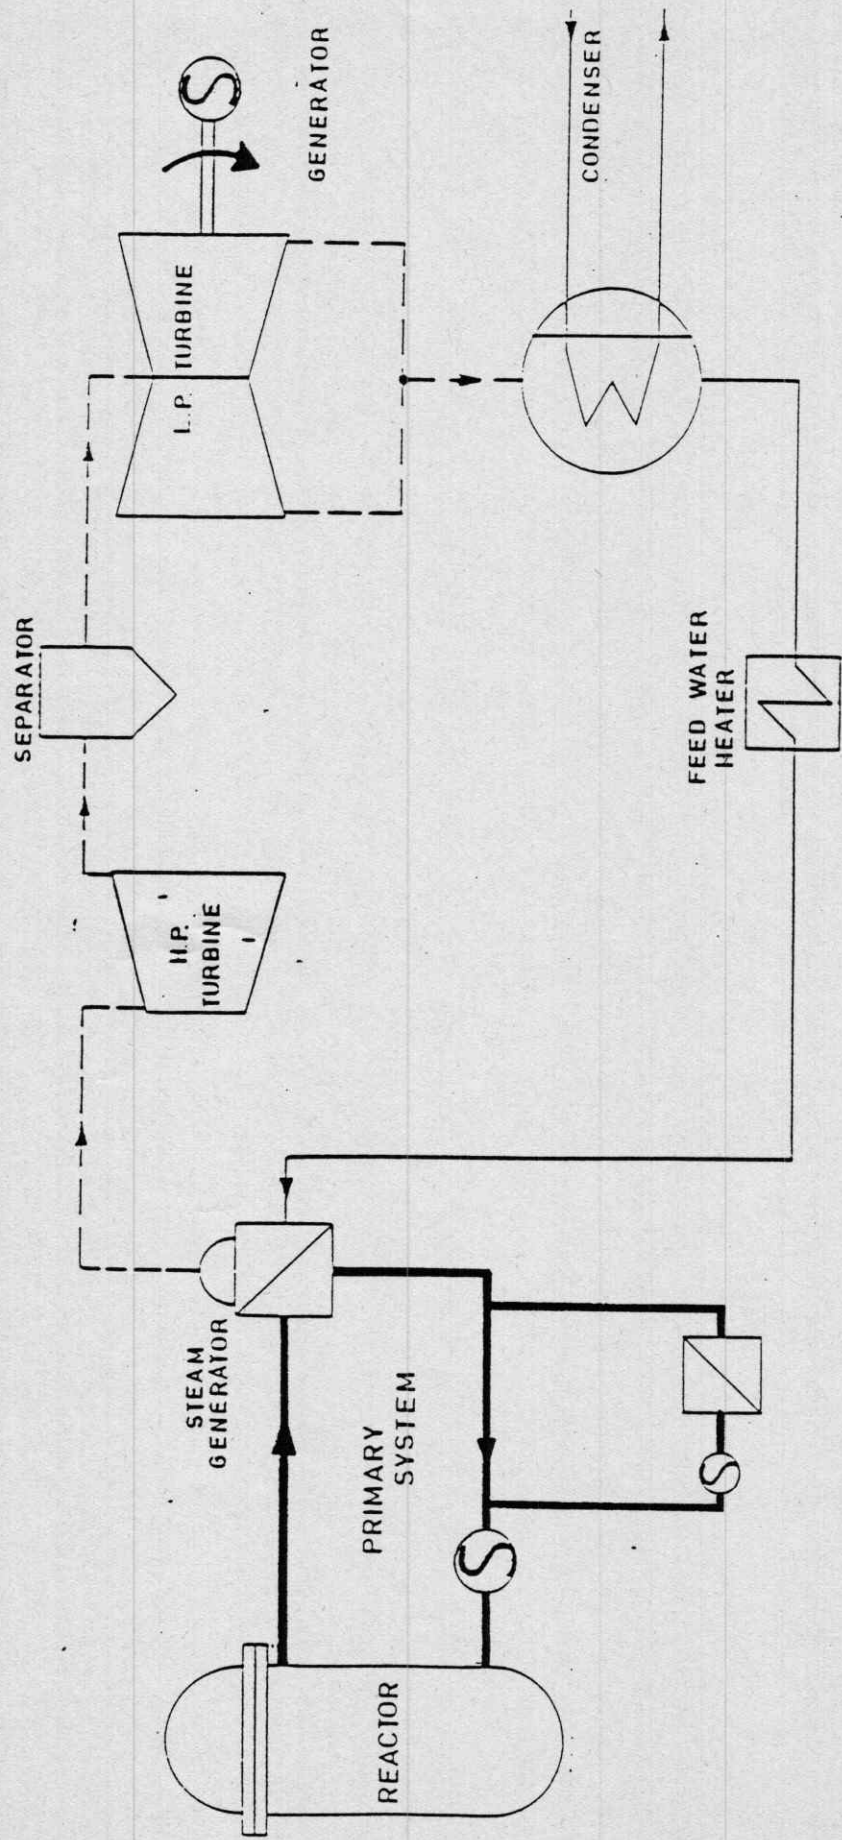 REACTOR
PRIMARY
SYSTEM
STEAM
GENERATOR
H.P.
TURBINE
SEPARATOR
L.P. TURBINE
GENERATOR
CONDENSER
FEED WATER
HEATER